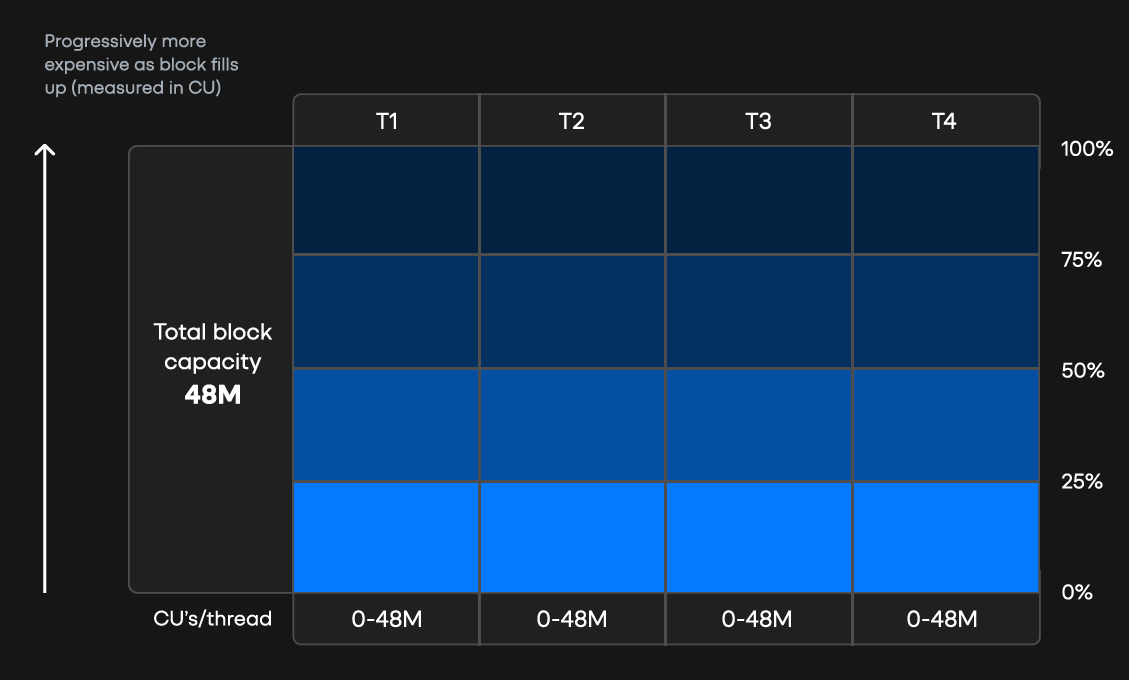 Progressively more
expensive as block fills
up (measured in CU)
T1 T2 T3 T4
100%
75%
Total block
capacity
48M
50%
25%
0%
CU's/thread 0-48M 0-48M 0-48M 0-48M